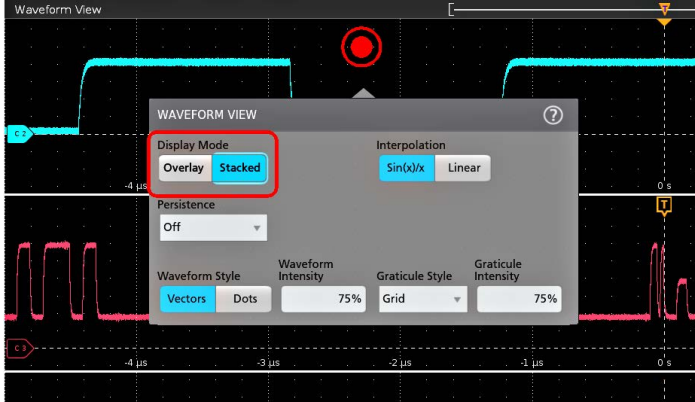 Waveform View
T
C 2
WAVEFORM VIEW
?
Display Mode
Interpolation
Overlay Stacked
Sin(x)/x Linear
-4 µs
0 s
Persistence
T
Off
Waveform Style
Waveform Intensity
Graticule Style
Graticule Intensity
Vectors Dots
75%
Grid
75%
C 3
-4 µs
-3 µs
-2 µs
-1 µs
0 s